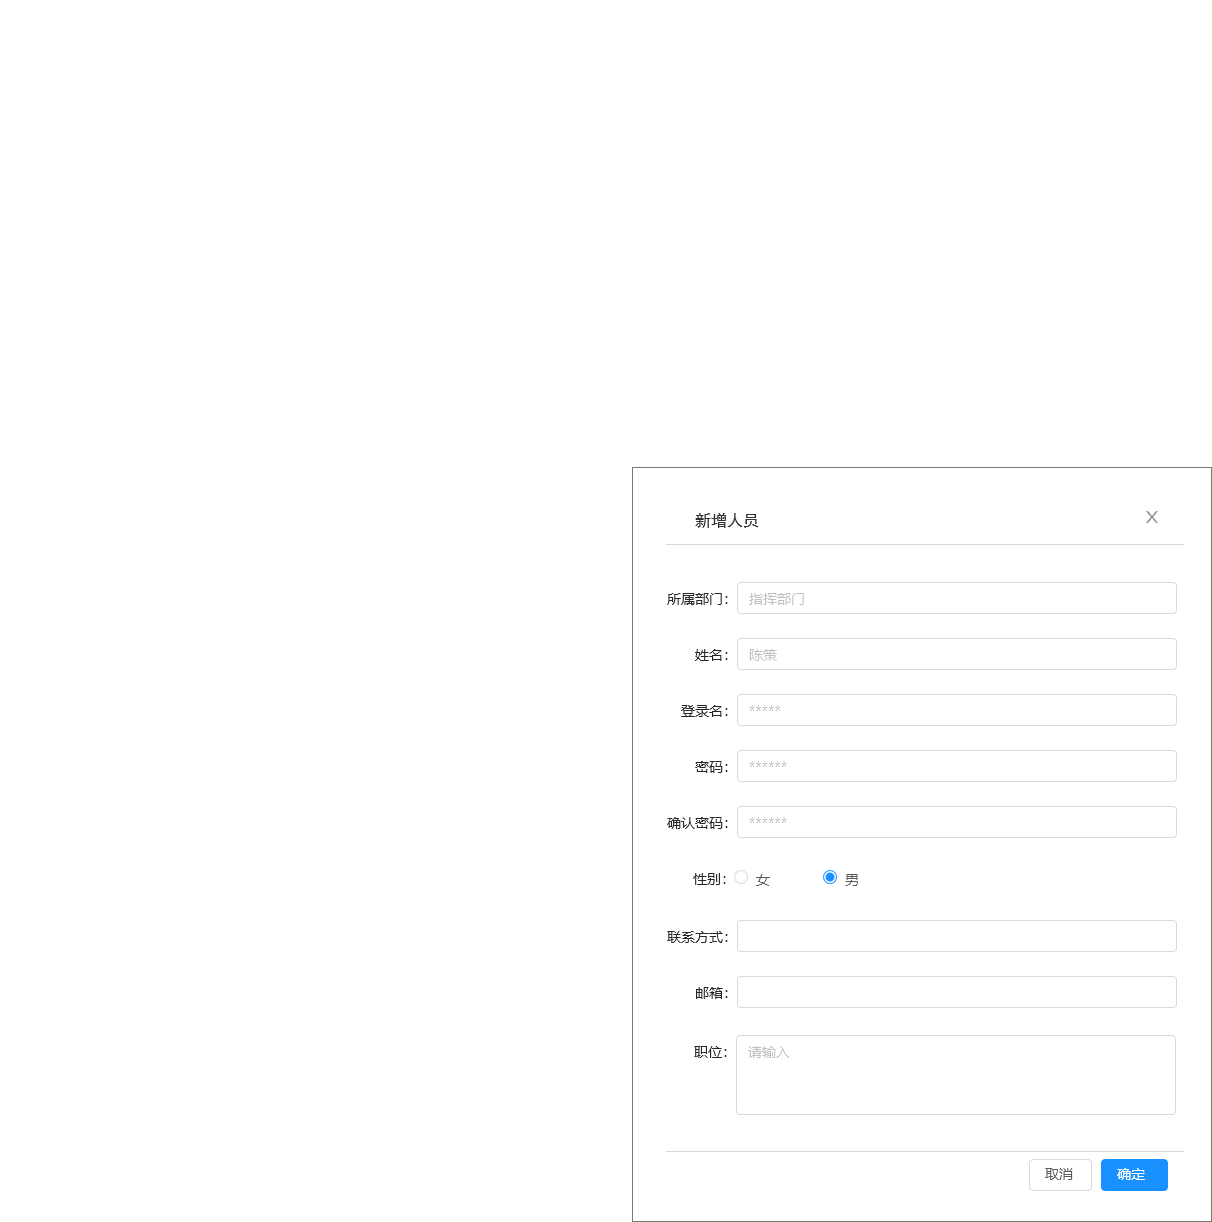 新增人员 X
所属部门： 指挥部门
姓名： 陈策
登录名： *****
密码： ******
确认密码： ******
性别： 女 男
联系方式：
邮箱：
职位： 请输入
取消 确定